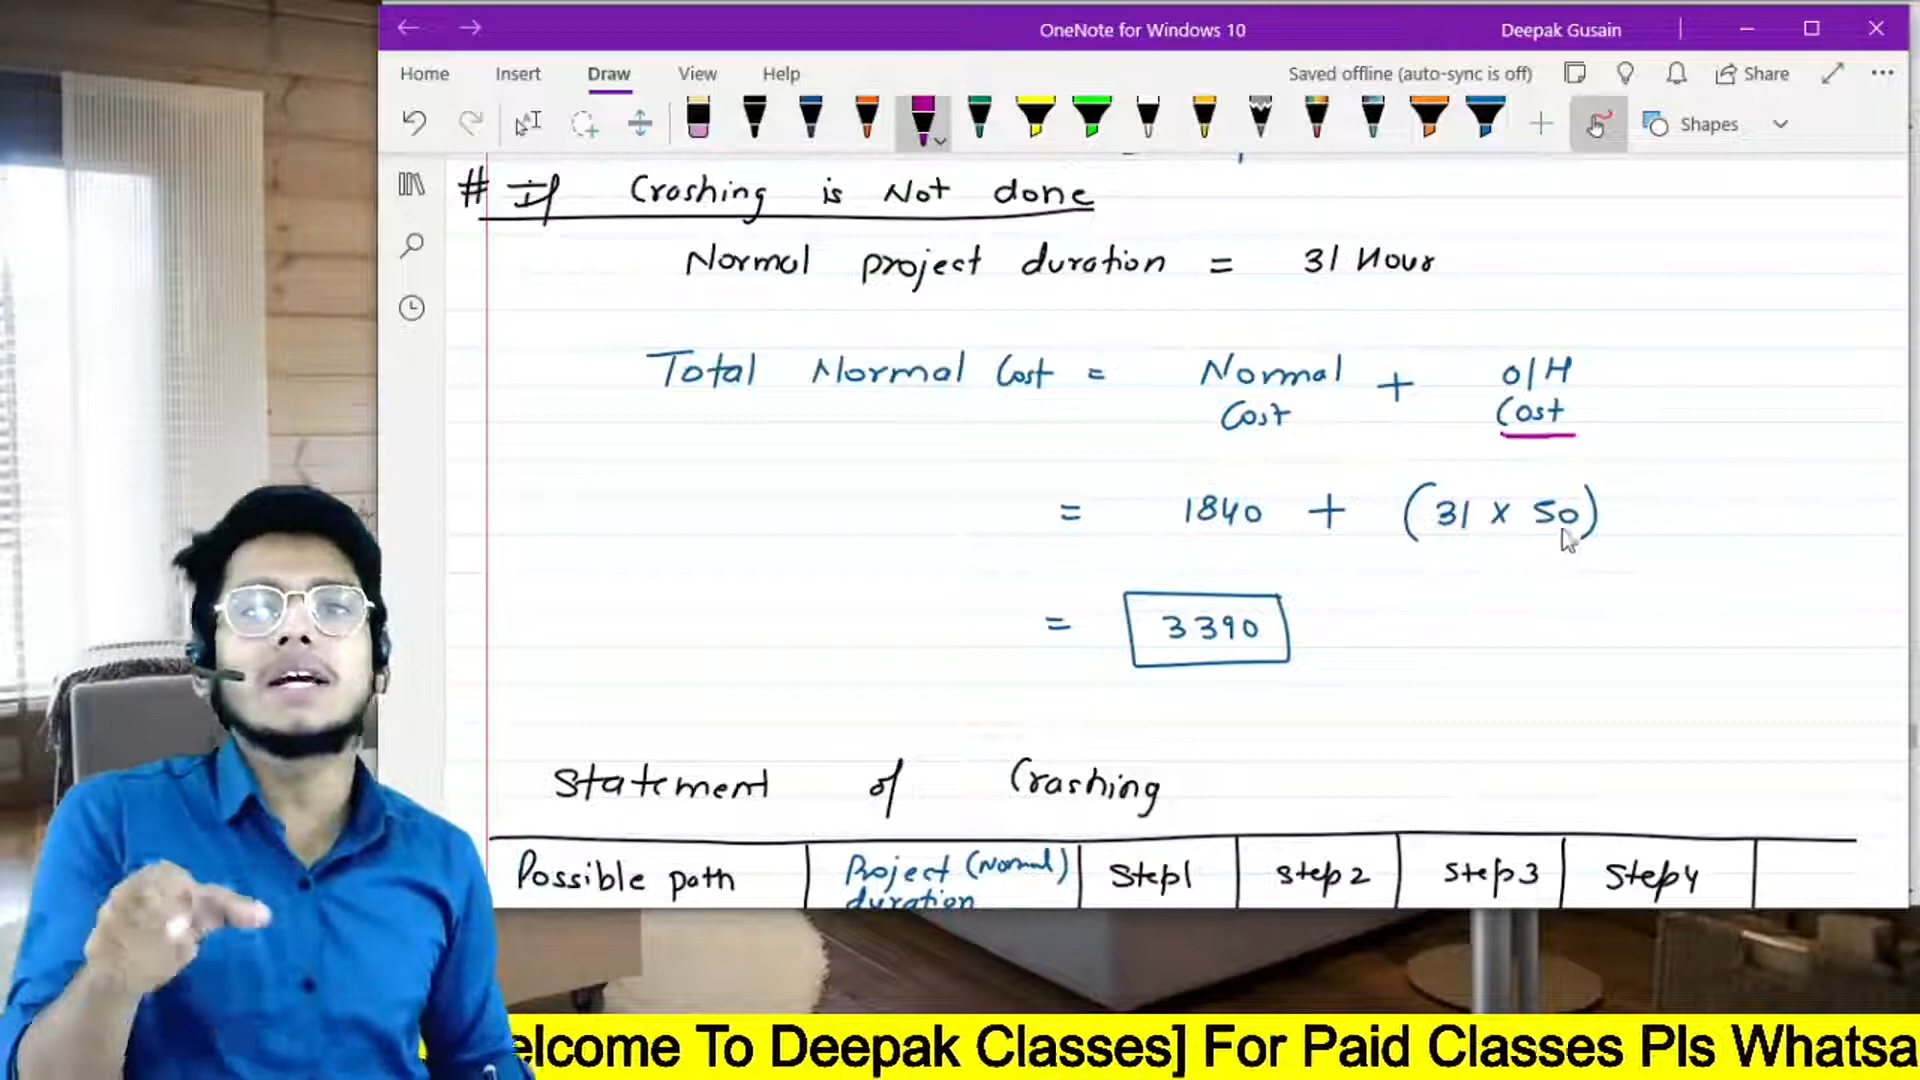 OneNote for Windows 10
Deepak Gusain
Home Insert Draw View Help
Saved offline (auto-sync is off) Share
Shapes
# If Crashing is Not done
Normal project duration = 31 Hour
Total Normal Cost = Normal Cost + O/H Cost
= 1840 + (31 x 50)
= 3390
Statement of Crashing
Possible path Project (Normal) duration Step1 Step2 Step3 Step4
elcome To Deepak Classes] For Paid Classes Pls Whatsa